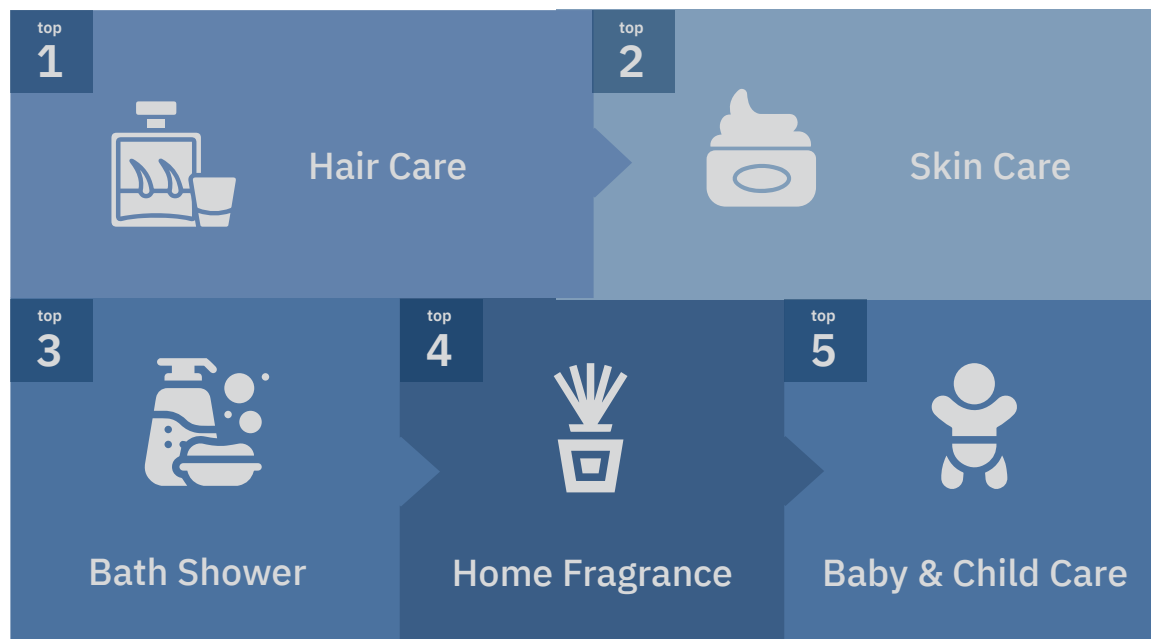 top
1
Hair Care
top
2
Skin Care
top
3
Bath Shower
top
4
Home Fragrance
top
5
Baby & Child Care